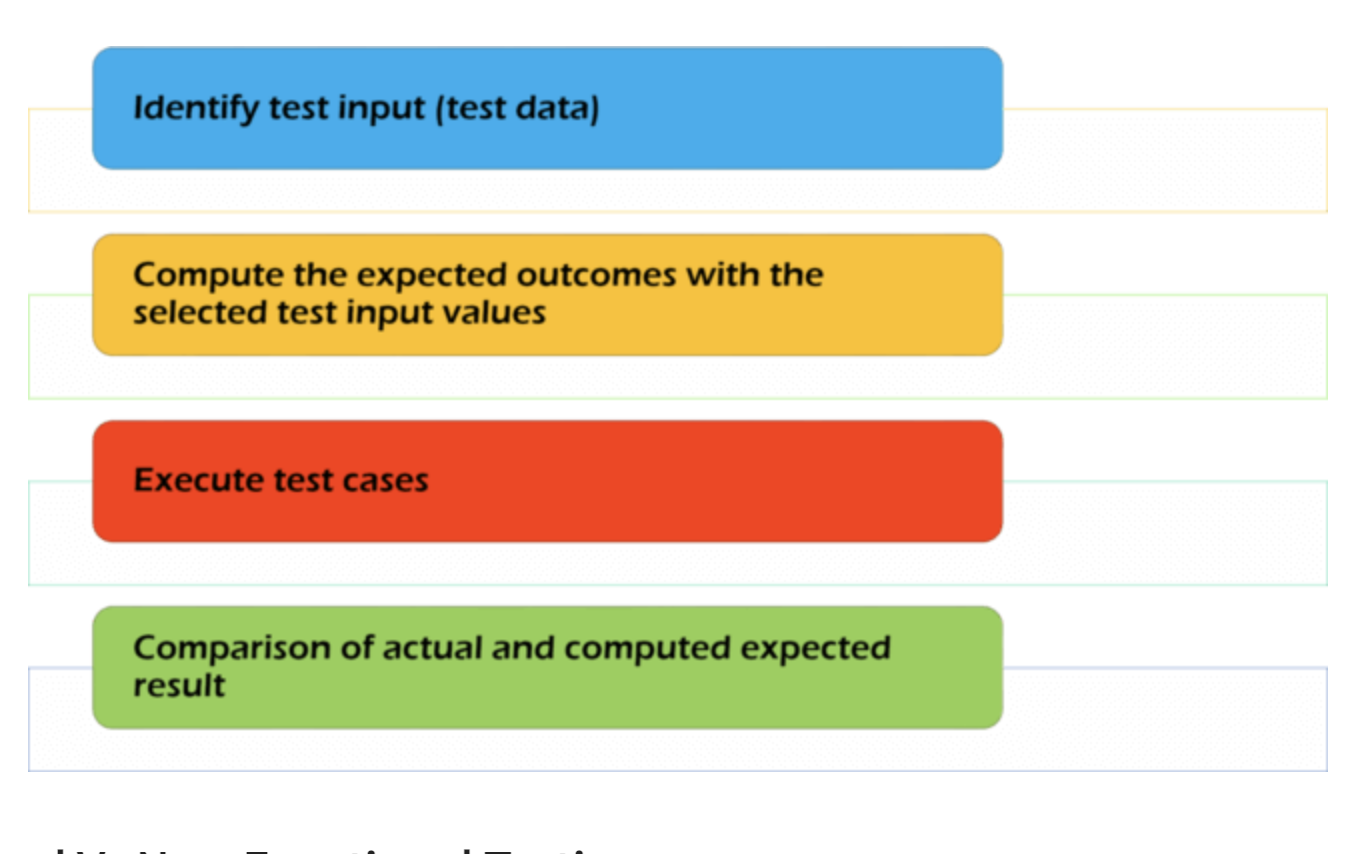 Identify test input (test data)
Compute the expected outcomes with the
selected test input values
Execute test cases
Comparison of actual and computed expected
result